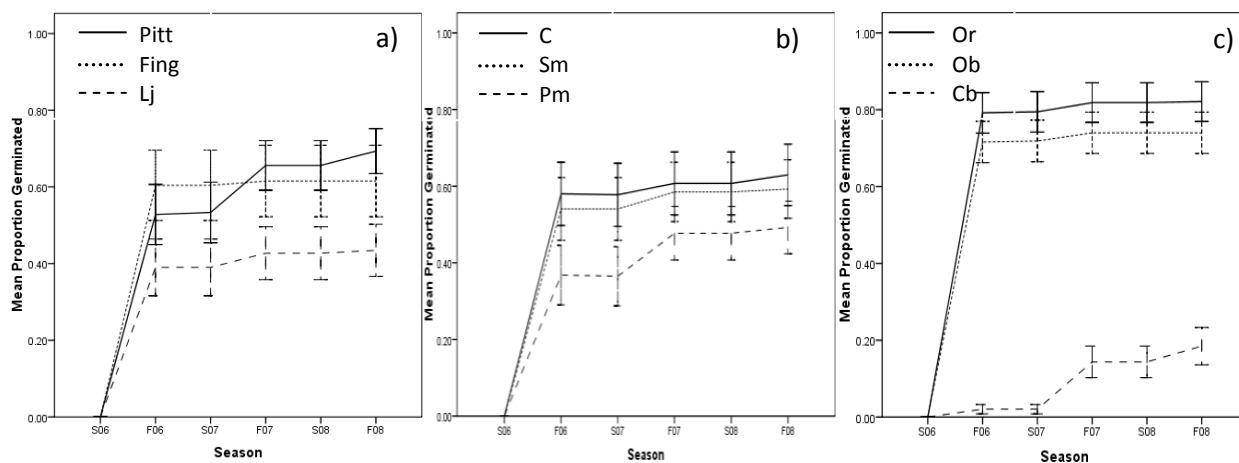 a)
Pitt
Fing
Lj
Mean Proportion Germinated
1.00
0.80
0.60
0.40
0.20
0.00
S06 F06 S07 F07 S08 F08
Season
b)
C
Sm
Pm
Mean Proportion Germinated
1.00
0.80
0.60
0.40
0.20
0.00
S06 F06 S07 F07 S08 F08
Season
c)
Or
Ob
Cb
Mean Proportion Germinated
1.00
0.80
0.60
0.40
0.20
0.00
S06 F06 S07 F07 S08 F08
Season